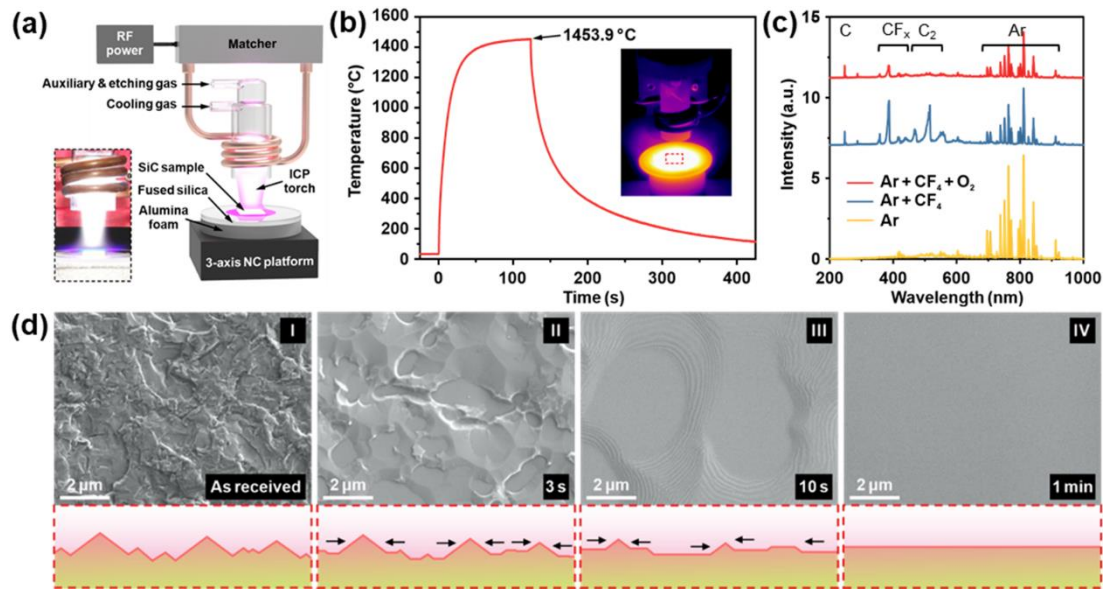 (a)
RF
power
Matcher
Auxiliary & etching gas
Cooling gas
SiC sample
Fused silica
Alumina
foam
ICP
torch
3-axis NC platform
(b)
1600
1400
1200
1000
800
600
400
200
0
Temperature (°C)
1453.9 °C
0
100
200
300
400
Time (s)
(c)
15
10
5
0
Intensity (a.u.)
C
CFx
C2
Ar
Ar + CF4 + O2
Ar + CF4
Ar
200
400
600
800
1000
Wavelength (nm)
(d)
I
2 µm
As received
II
2 µm
3 s
III
2 µm
10 s
IV
2 µm
1 min